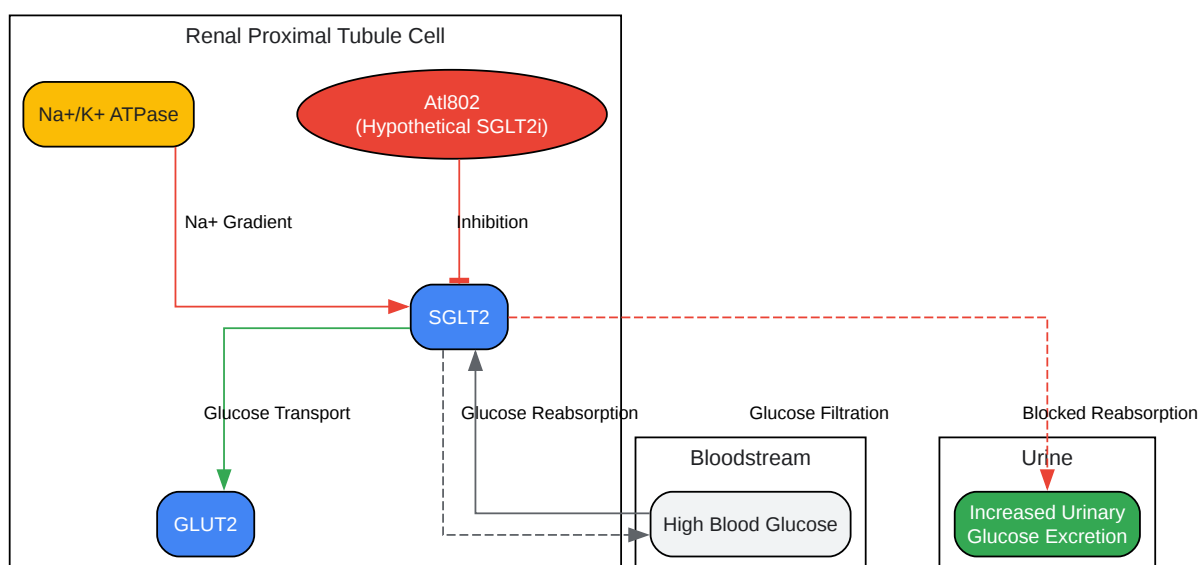 Renal Proximal Tubule Cell
Na+/K+ ATPase
Atl802
(Hypothetical SGLT2i)
Na+ Gradient
Inhibition
SGLT2
Glucose Transport
Glucose Reabsorption
Glucose Filtration
Blocked Reabsorption
Bloodstream
Urine
GLUT2
High Blood Glucose
Increased Urinary
Glucose Excretion